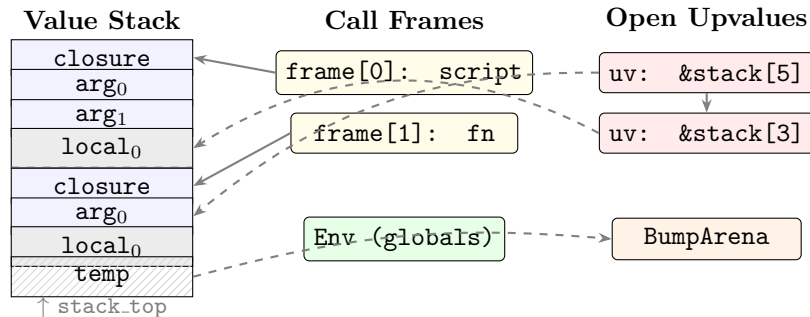 Value Stack
Call Frames
Open Upvalues
closure
arg₀
arg₁
local₀
closure
arg₀
local₀
temp
↑ stack_top
frame[0]: script
frame[1]: fn
Env (globals)
uv: &stack[5]
uv: &stack[3]
BumpArena